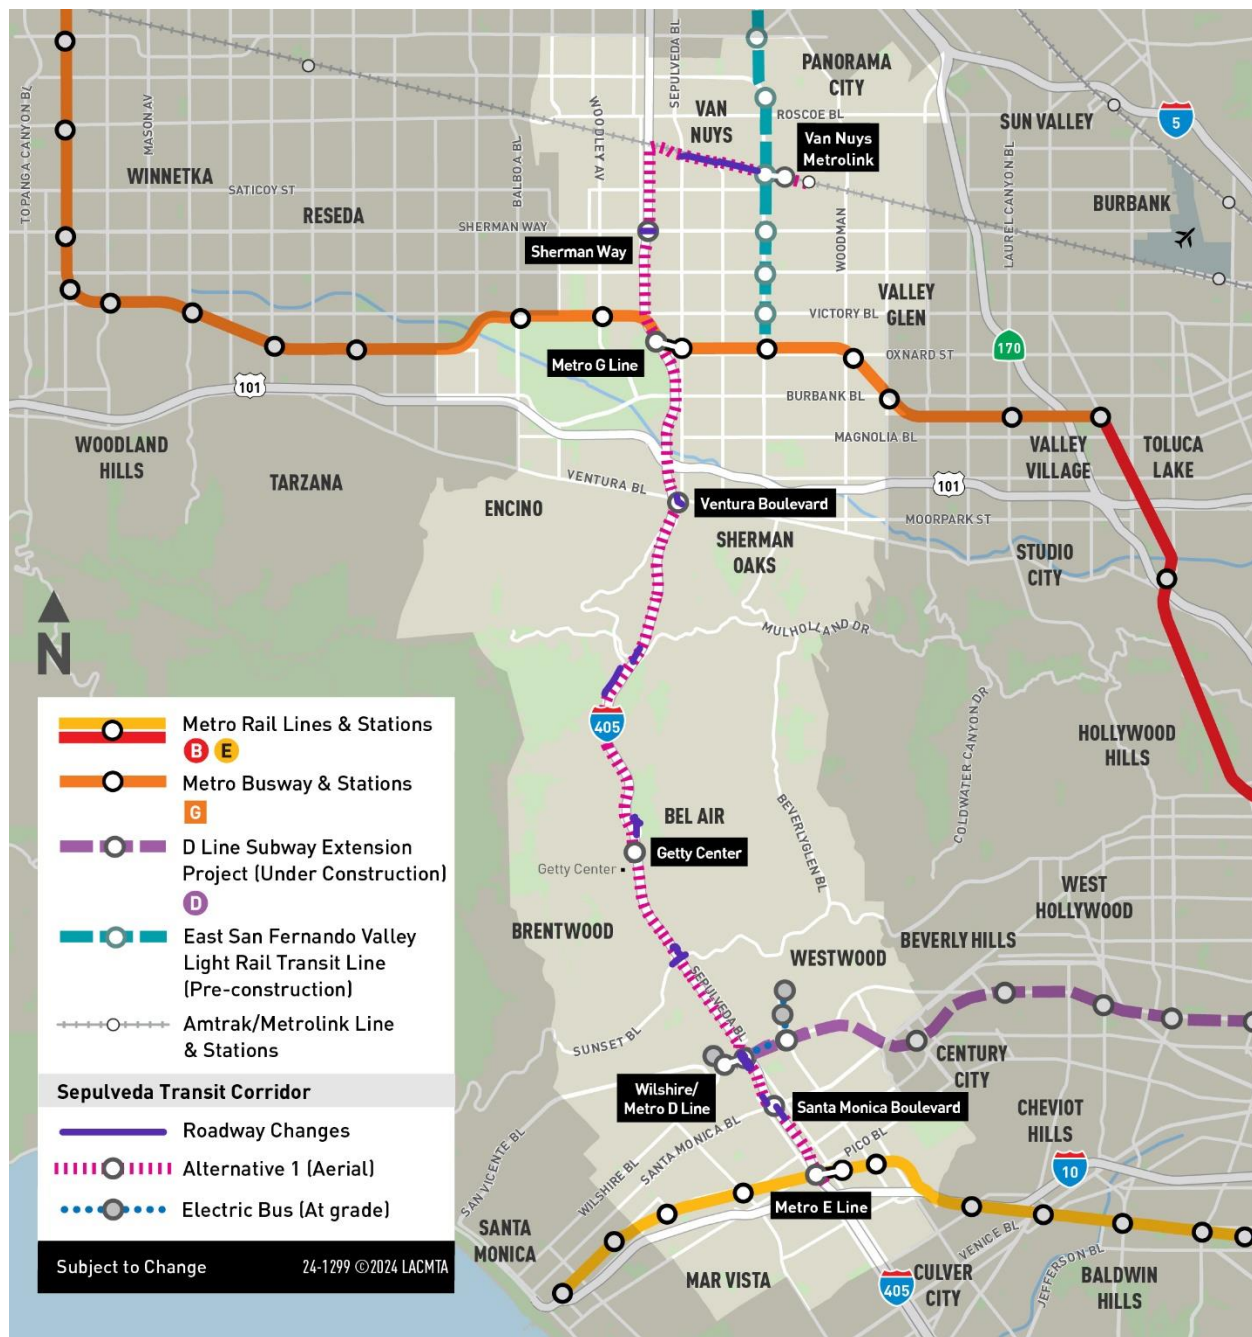 SEPULVEDA BL
PANORAMA
CITY
TOPANGA CANYON BL
MASON AV
WOODLEY AV
VAN
NUYS
ROSCOE BL
SUN VALLEY
5
Van Nuys
Metrolink
WINNETKA
SATICOY ST
BALBOA BL
LAUREL CANYON BL
BURBANK
RESEDA
SHERMAN WAY
Sherman Way
WOODMAN
VALLEY
GLEN
VICTORY BL
OXNARD ST
170
Metro G Line
101
BURBANK BL
MAGNOLIA BL
WOODLAND
HILLS
TARZANA
VENTURA BL
VALLEY
VILLAGE
TOLUCA
LAKE
101
ENCINO
Ventura Boulevard
MOORPARK ST
SHERMAN
OAKS
STUDIO
CITY
MULHOLLAND DR
N
405
COLDWATER CANYON DR
HOLLYWOOD
HILLS
BEL AIR
BEVERLYGLEN BL
Getty Center
Getty Center
WEST
HOLLYWOOD
BRENTWOOD
BEVERLY HILLS
WESTWOOD
SEPULVEDA BL
SUNSET BL
CENTURY
CITY
Wilshire/
Metro D Line
Santa Monica Boulevard
CHEVIOT
HILLS
SAN VICENTE BL
WILSHIRE BL
SANTA MONICA BL
PICO BL
10
Metro E Line
SANTA
MONICA
VENICE BL
JEFFERSON BL
MAR VISTA
405
CULVER
CITY
BALDWIN
HILLS
Metro Rail Lines & Stations
B E
Metro Busway & Stations
G
D Line Subway Extension
Project (Under Construction)
D
East San Fernando Valley
Light Rail Transit Line
(Pre-construction)
Amtrak/Metrolink Line
& Stations
Sepulveda Transit Corridor
Roadway Changes
Alternative 1 (Aerial)
Electric Bus (At grade)
Subject to Change 24-1299 ©2024 LACMTA